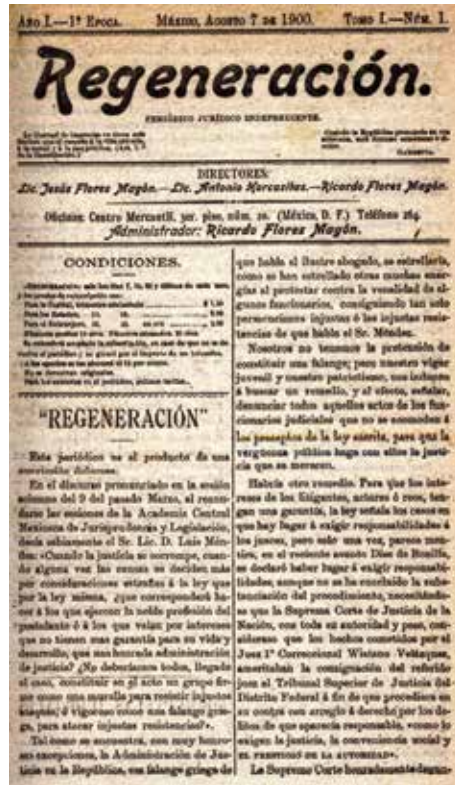 Año I.—1ª Epoca. México, Agosto 7 de 1900. Tomo I.—Núm. 1.
Regeneración.
PERIÓDICO JURÍDICO INDEPENDIENTE.
DIRECTORES:
Lic. Jesús Flores Magón.—Lic. Antonio Horcasitas.—Ricardo Flores Magón.
Oficinas: Centro Mercantil, 3er. piso, núm. 20. (México, D. F.) Teléfono 264.
Administrador: Ricardo Flores Magón.
CONDICIONES.
"REGENERACIÓN"
Este periódico es el producto de una
convicción dolorosa.
En el discurso pronunciado en la sesión
solemne del 9 del pasado Marzo, al reanu-
darse las sesiones de la Academia Central
Mexicana de Jurisprudencia y Legislación,
decía sabiamente el Sr. Lic. D. Luis Mén-
dez: «Cuando la justicia se corrompe, cuan-
do alguna vez las causas se deciden más
por consideraciones extrañas á la ley que
por la ley misma, ¿qué corresponderá ha-
cer á los que ejercen la noble profesión del
postulante ó á los que velan por intereses
que no tienen más garantía para su vida y
desarrollo, que una honrada administración
de justicia? ¿No deberíamos todos, llegado
el caso, constituir en el acto un grupo fir-
me como una muralla para resistir injustos
ataques, ó vigoroso como una falange grie-
ga, para atacar injustas resistencias?».
Tal como se encuentra, con muy honro-
sas excepciones, la Administración de Jus-
ticia en la República, esa falange griega de
que habla el ilustre abogado, se estrellaría,
como se han estrellado otras muchas ener-
gías al protestar contra la venalidad de al-
gunos funcionarios, consiguiendo tan solo
persecuciones injustas ó las injustas resis-
tencias de que habla el Sr. Méndez.
Nosotros no tenemos la pretensión de
constituir una falange; pero nuestro vigor
juvenil y nuestro patriotismo, nos inducen
á buscar un remedio, y al efecto, señalar,
denunciar todos aquellos actos de los fun-
cionarios judiciales que no se acomoden á
los preceptos de la ley escrita, para que la
vergüenza pública haga con ellos la justi-
cia que se merecen.
Habría otro remedio. Para que los inte-
reses de los litigantes, actores ó reos, ten-
gan una garantía, la ley señala los casos en
que hay lugar á exigir responsabilidades á
los jueces, pero solo una vez, parece men-
tira, en el reciente asunto Díaz de Bonilla,
se declaró haber lugar á exigir responsabi-
lidades, aunque no se ha concluido la subs-
tanciación del procedimiento, necesitándo-
se que la Suprema Corte de Justicia de la
Nación, con toda su autoridad y peso, con-
siderase que los hechos cometidos por el
Juez 1º Correccional Wistano Velázquez,
ameritaban la consignación del referido
juez al Tribunal Superior de Justicia del
Distrito Federal á fin de que procediera en
su contra con arreglo á derecho por los de-
litos de que aparecía responsable, «como lo
exigen la justicia, la conveniencia social y
EL PRESTIGIO DE LA AUTORIDAD».
La Suprema Corte honradamente